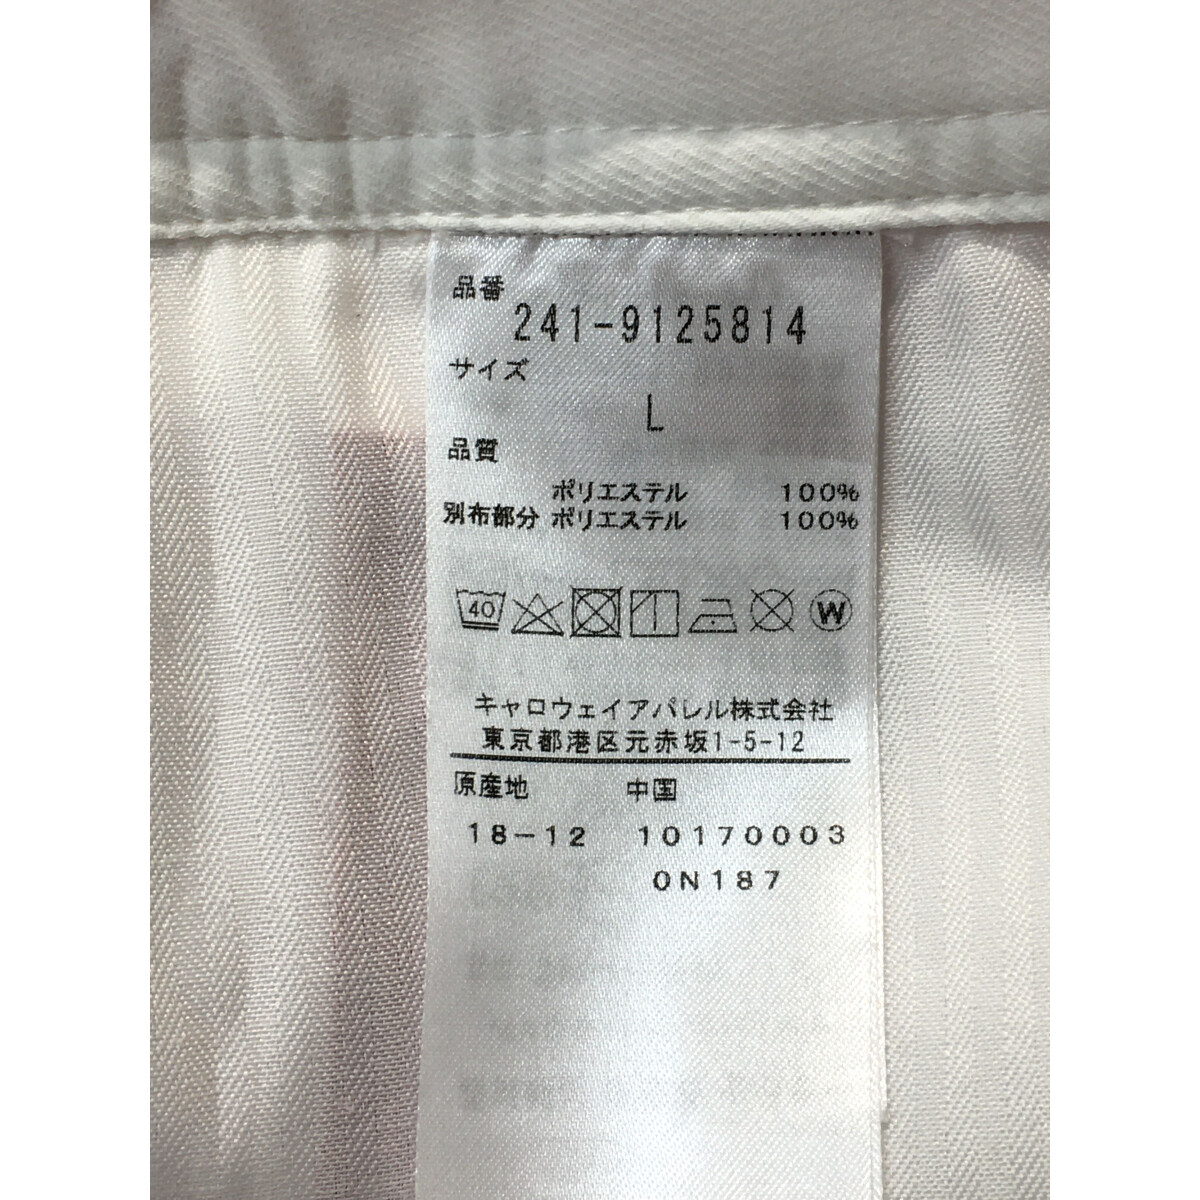 品番
241-9125814
サイズ
L
品質
ポリエステル 100%
別布部分 ポリエステル 100%
40 W
キャロウェイアパレル株式会社
東京都港区元赤坂1-5-12
原産地 中国
18-12 10170003
0N187